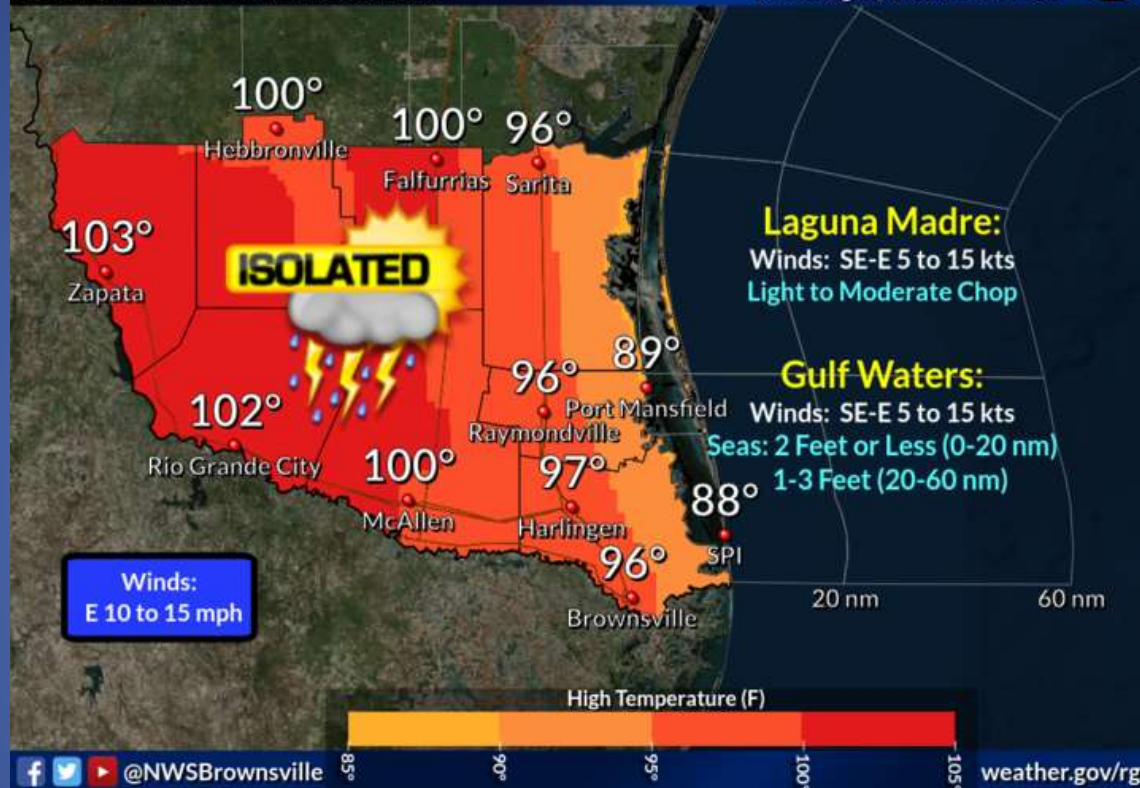 100°
Hebbronville
100°
Falfurrias
96°
Sarita
103°
Zapata
ISOLATED
Laguna Madre:
Winds: SE-E 5 to 15 kts
Light to Moderate Chop
89°
Port Mansfield
96°
Raymondville
Gulf Waters:
Winds: SE-E 5 to 15 kts
Seas: 2 Feet or Less (0-20 nm)
1-3 Feet (20-60 nm)
102°
Rio Grande City
100°
McAllen
97°
Harlingen
88°
SPI
96°
Brownsville
Winds:
E 10 to 15 mph
20 nm
60 nm
High Temperature (F)
85°
90°
95°
100°
105°
@NWSBrownsville
weather.gov/rg